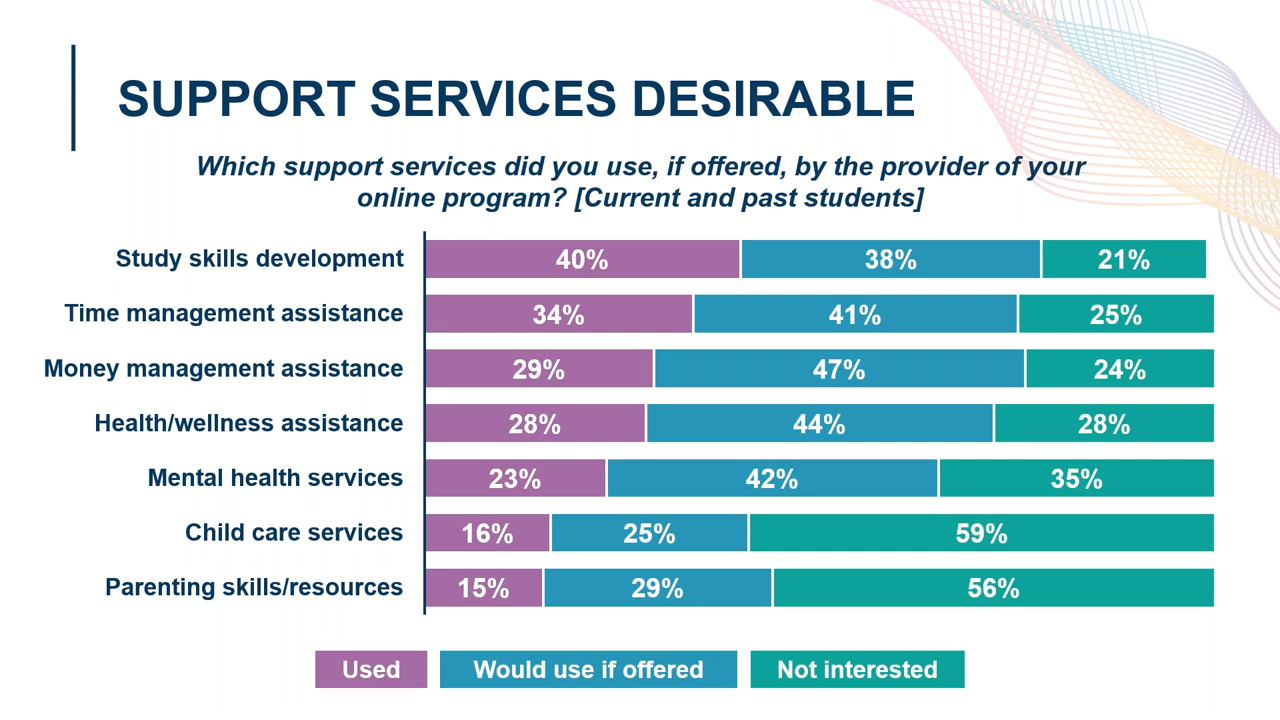 SUPPORT SERVICES DESIRABLE
Which support services did you use, if offered, by the provider of your
online program? [Current and past students]
Study skills development 40% 38% 21%
Time management assistance 34% 41% 25%
Money management assistance 29% 47% 24%
Health/wellness assistance 28% 44% 28%
Mental health services 23% 42% 35%
Child care services 16% 25% 59%
Parenting skills/resources 15% 29% 56%
Used Would use if offered Not interested